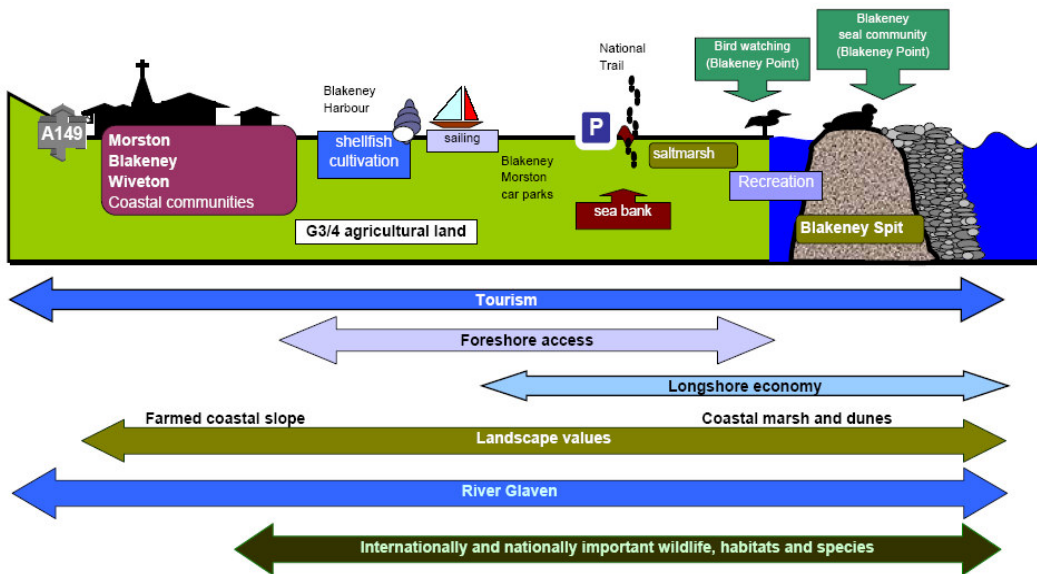 Blakeney
seal community
(Blakeney Point)
Bird watching
(Blakeney Point)
National
Trail
Blakeney
Harbour
A149
P
Morston
Blakeney
Wiveton
Coastal communities
shellfish
cultivation
sailing
saltmarsh
Blakeney
Morston
car parks
Recreation
sea bank
G3/4 agricultural land
Blakeney Spit
Tourism
Foreshore access
Longshore economy
Farmed coastal slope
Coastal marsh and dunes
Landscape values
River Glaven
Internationally and nationally important wildlife, habitats and species